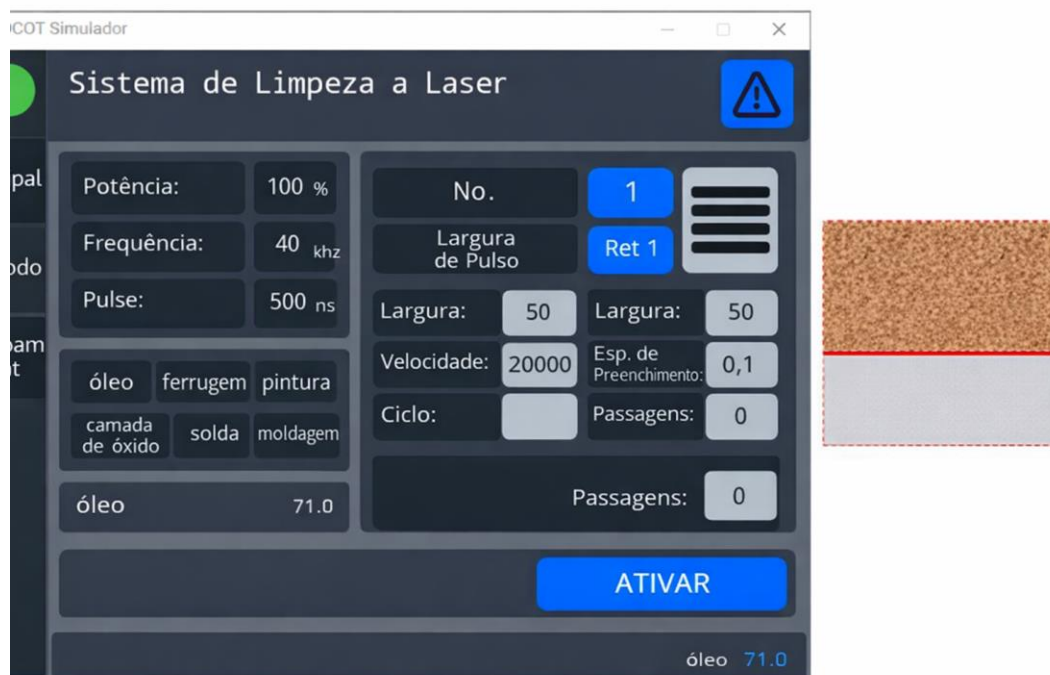 OCOT Simulador
Sistema de Limpeza a Laser
pal
odo
oam
t
Potência: 100 %
Frequência: 40 khz
Pulse: 500 ns
óleo ferrugem pintura
camada
de óxido
solda moldagem
óleo 71.0
No. 1
Largura
de Pulso
Ret 1
Largura: 50 Largura: 50
Velocidade: 20000 Esp. de
Preenchimento: 0,1
Ciclo: Passagens: 0
Passagens: 0
ATIVAR
óleo 71.0